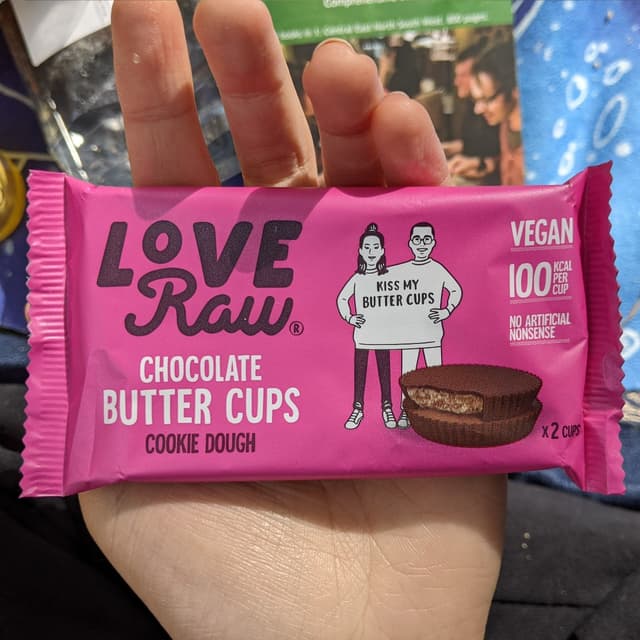 LOVE
Raw®
CHOCOLATE
BUTTER CUPS
COOKIE DOUGH
KISS MY
BUTTER CUPS
VEGAN
100 KCAL
PER
CUP
NO ARTIFICIAL
NONSENSE
x2 CUPS